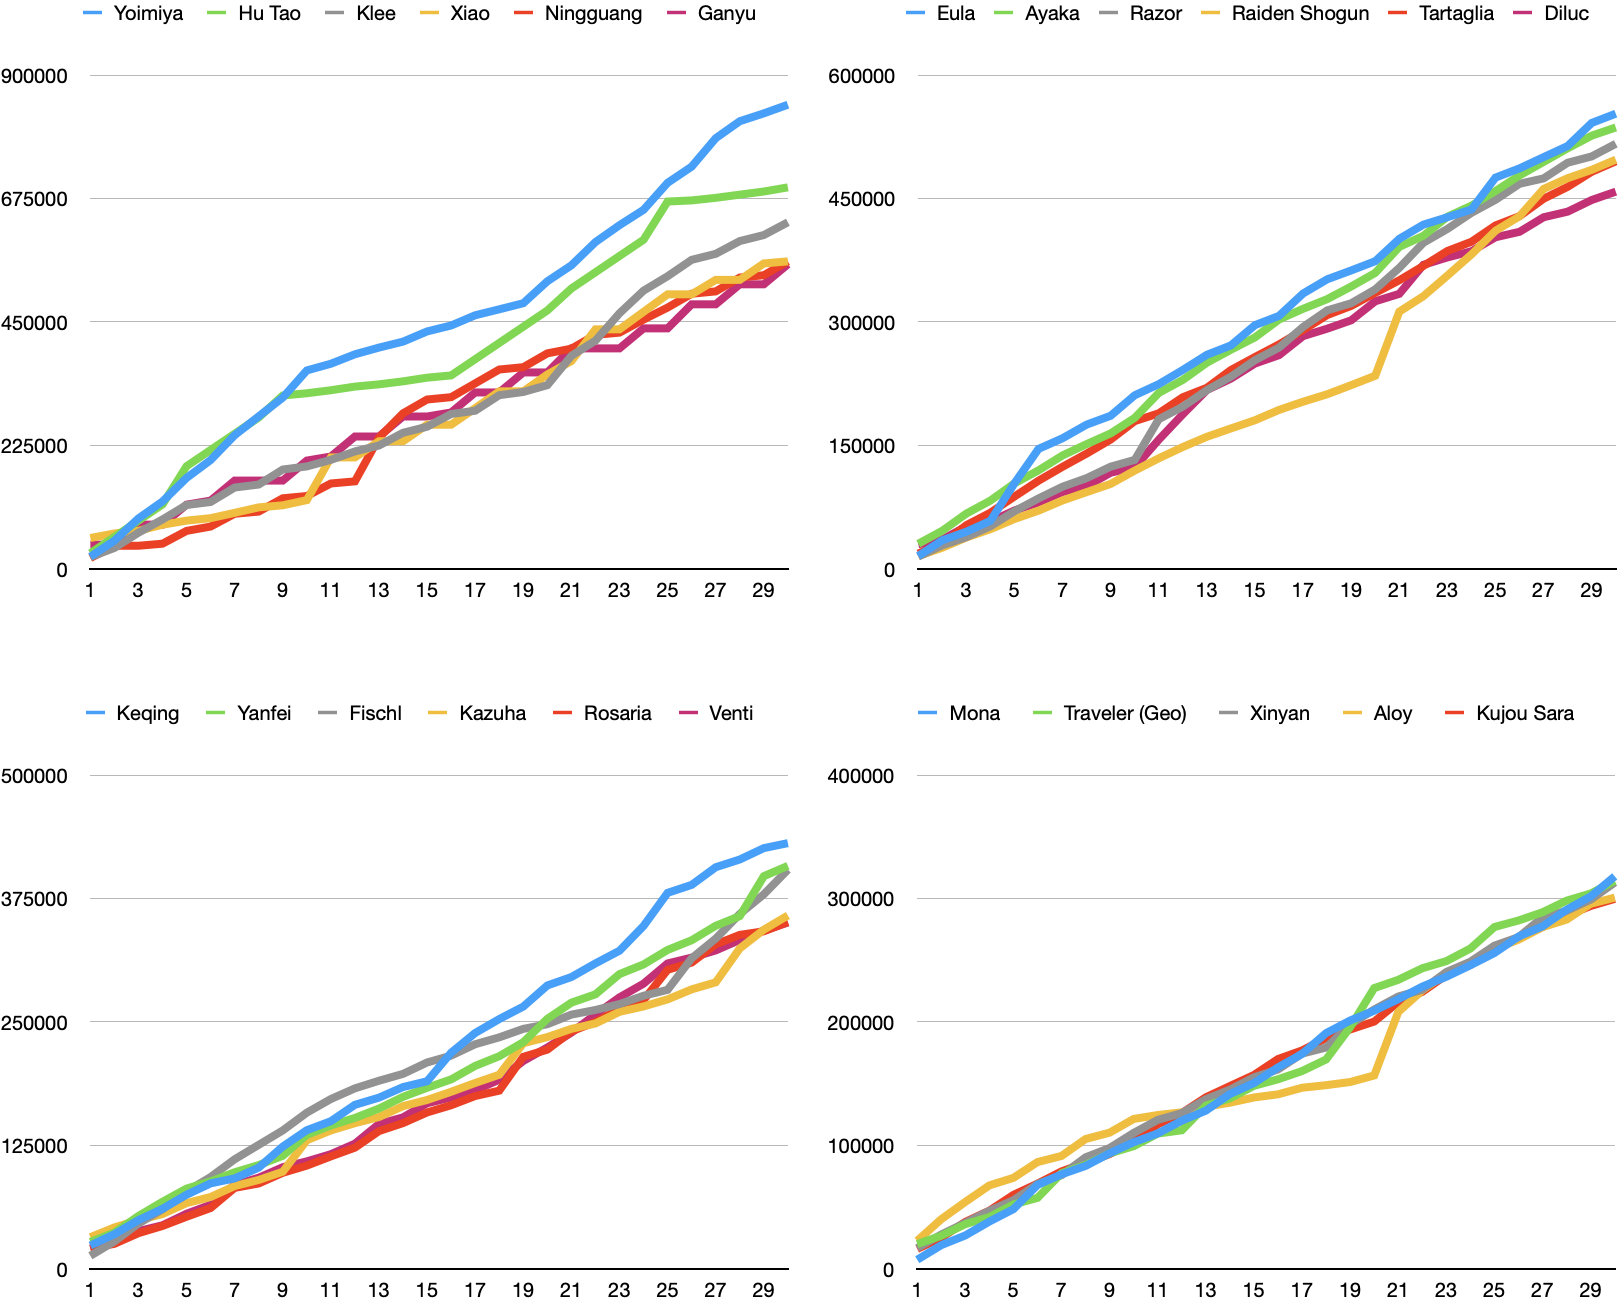 Yoimiya Hu Tao Klee Xiao Ningguang Ganyu
900000
675000
450000
225000
0
1 3 5 7 9 11 13 15 17 19 21 23 25 27 29
Eula Ayaka Razor Raiden Shogun Tartaglia Diluc
600000
450000
300000
150000
0
1 3 5 7 9 11 13 15 17 19 21 23 25 27 29
Keqing Yanfei Fischl Kazuha Rosaria Venti
500000
375000
250000
125000
0
1 3 5 7 9 11 13 15 17 19 21 23 25 27 29
Mona Traveler (Geo) Xinyan Aloy Kujou Sara
400000
300000
200000
100000
0
1 3 5 7 9 11 13 15 17 19 21 23 25 27 29